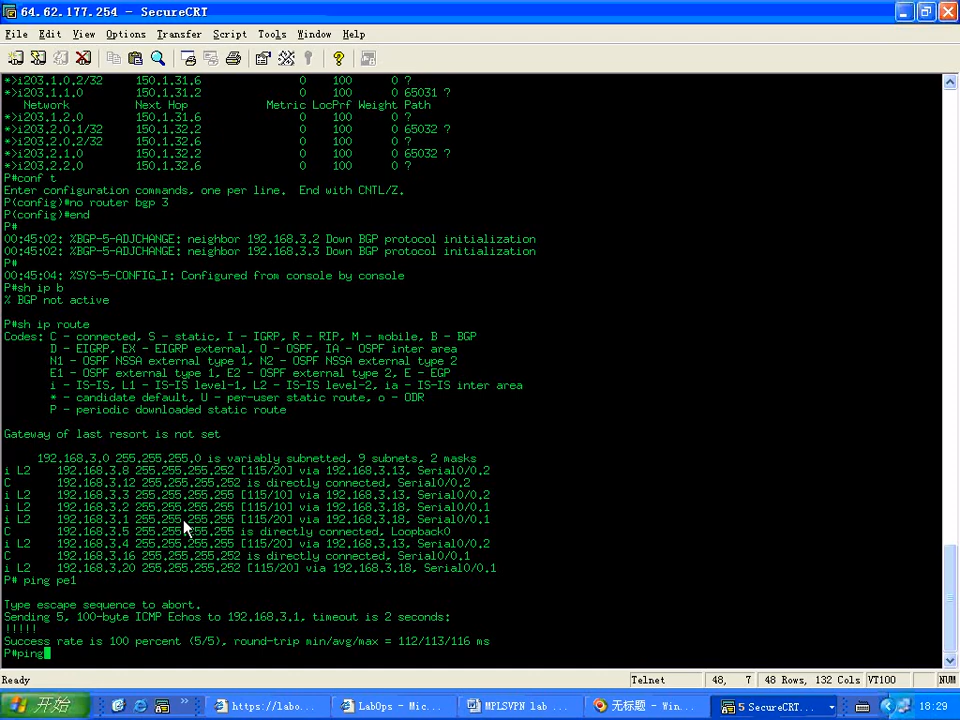 64.62.177.254 - SecureCRT
File Edit View Options Transfer Script Tools Window Help
*>i203.1.0.2/32 150.1.31.6 0 100 0 ?
*>i203.1.1.0 150.1.31.2 0 100 0 65031 ?
Network Next Hop Metric LocPrf Weight Path
*>i203.1.2.0 150.1.31.6 0 100 0 ?
*>i203.2.0.1/32 150.1.32.2 0 100 0 65032 ?
*>i203.2.0.2/32 150.1.32.6 0 100 0 ?
*>i203.2.1.0 150.1.32.2 0 100 0 65032 ?
*>i203.2.2.0 150.1.32.6 0 100 0 ?
P#conf t
Enter configuration commands, one per line. End with CNTL/Z.
P(config)#no router bgp 3
P(config)#end
P#
00:45:02: %BGP-5-ADJCHANGE: neighbor 192.168.3.2 Down BGP protocol initialization
00:45:02: %BGP-5-ADJCHANGE: neighbor 192.168.3.3 Down BGP protocol initialization
P#
00:45:04: %SYS-5-CONFIG_I: Configured from console by console
P#sh ip b
% BGP not active
P#sh ip route
Codes: C - connected, S - static, I - IGRP, R - RIP, M - mobile, B - BGP
D - EIGRP, EX - EIGRP external, O - OSPF, IA - OSPF inter area
N1 - OSPF NSSA external type 1, N2 - OSPF NSSA external type 2
E1 - OSPF external type 1, E2 - OSPF external type 2, E - EGP
i - IS-IS, L1 - IS-IS level-1, L2 - IS-IS level-2, ia - IS-IS inter area
* - candidate default, U - per-user static route, o - ODR
P - periodic downloaded static route
Gateway of last resort is not set
192.168.3.0 255.255.255.0 is variably subnetted, 9 subnets, 2 masks
i L2 192.168.3.8 255.255.255.252 [115/20] via 192.168.3.13, Serial0/0.2
C 192.168.3.12 255.255.255.252 is directly connected, Serial0/0.2
i L2 192.168.3.3 255.255.255.255 [115/10] via 192.168.3.13, Serial0/0.2
i L2 192.168.3.2 255.255.255.255 [115/10] via 192.168.3.18, Serial0/0.1
i L2 192.168.3.1 255.255.255.255 [115/20] via 192.168.3.18, Serial0/0.1
C 192.168.3.5 255.255.255.255 is directly connected, Loopback0
i L2 192.168.3.4 255.255.255.255 [115/20] via 192.168.3.13, Serial0/0.2
C 192.168.3.16 255.255.255.252 is directly connected, Serial0/0.1
i L2 192.168.3.20 255.255.255.252 [115/20] via 192.168.3.18, Serial0/0.1
P# ping pe1
Type escape sequence to abort.
Sending 5, 100-byte ICMP Echos to 192.168.3.1, timeout is 2 seconds:
!!!!!
Success rate is 100 percent (5/5), round-trip min/avg/max = 112/113/116 ms
P#ping
Ready Telnet 48, 7 48 Rows, 132 Cols VT100 NUM
开始 https://labo... LabOps - Mic... MPLSVPN lab ... 无标题 - Win... 5 SecureCRT... 18:29